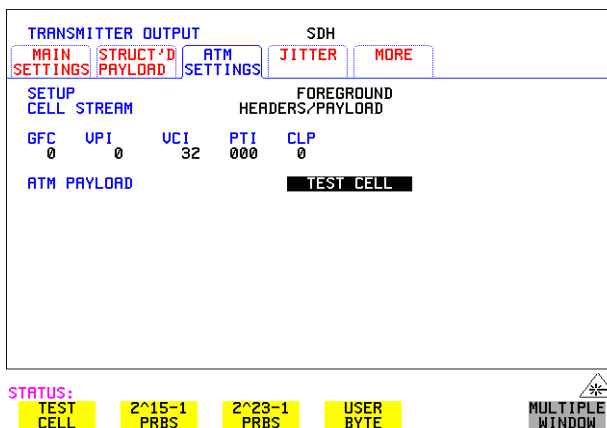 TRANSMITTER OUTPUT SDH
MAIN SETTINGS STRUCT'D PAYLOAD ATM SETTINGS JITTER MORE
SETUP FOREGROUND
CELL STREAM HEADERS/PAYLOAD
GFC VPI VCI PTI CLP
0 0 32 000 0
ATM PAYLOAD TEST CELL
STATUS:
TEST CELL 2^15-1 PRBS 2^23-1 PRBS USER BYTE MULTIPLE WINDOW